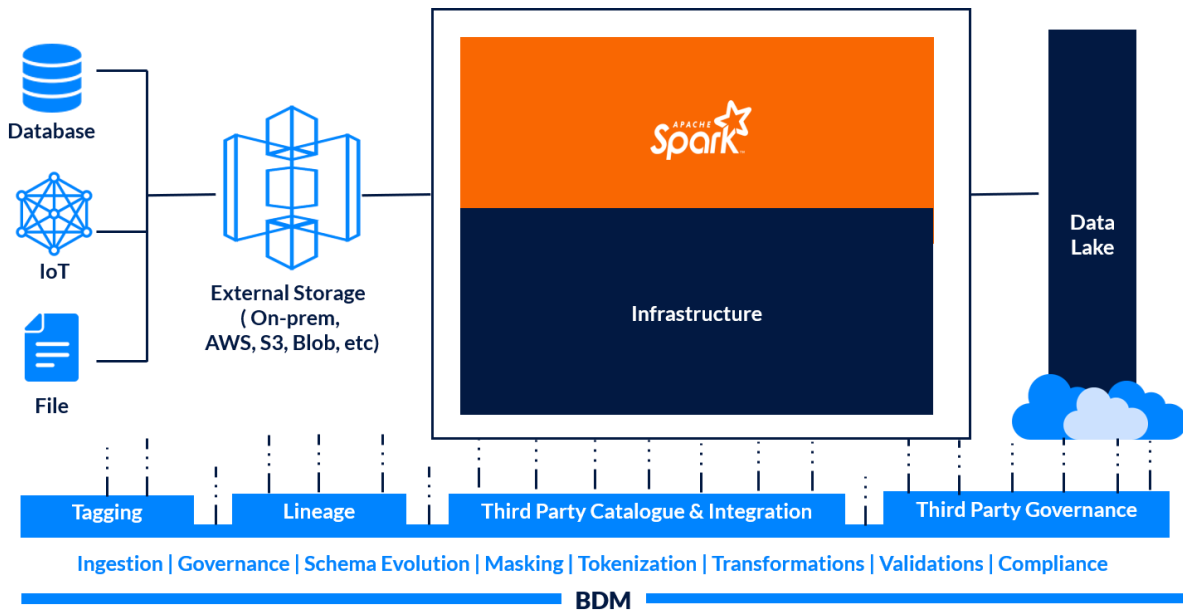 Database
IoT
File
External Storage
( On-prem,
AWS, S3, Blob, etc)
APACHE
Spark
TM
Infrastructure
Data
Lake
Tagging
Lineage
Third Party Catalogue & Integration
Third Party Governance
Ingestion | Governance | Schema Evolution | Masking | Tokenization | Transformations | Validations | Compliance
BDM